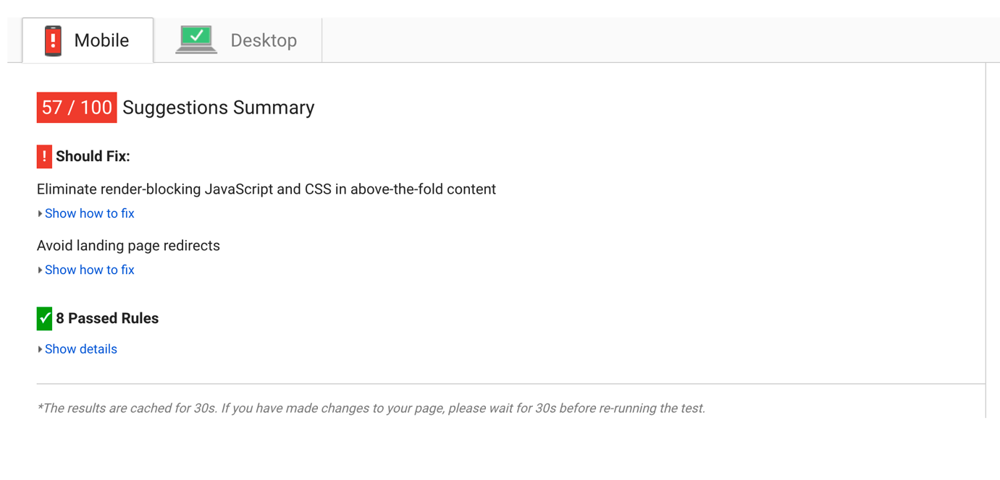 Mobile
Desktop
57 / 100 Suggestions Summary
! Should Fix:
Eliminate render-blocking JavaScript and CSS in above-the-fold content
Show how to fix
Avoid landing page redirects
Show how to fix
8 Passed Rules
Show details
*The results are cached for 30s. If you have made changes to your page, please wait for 30s before re-running the test.